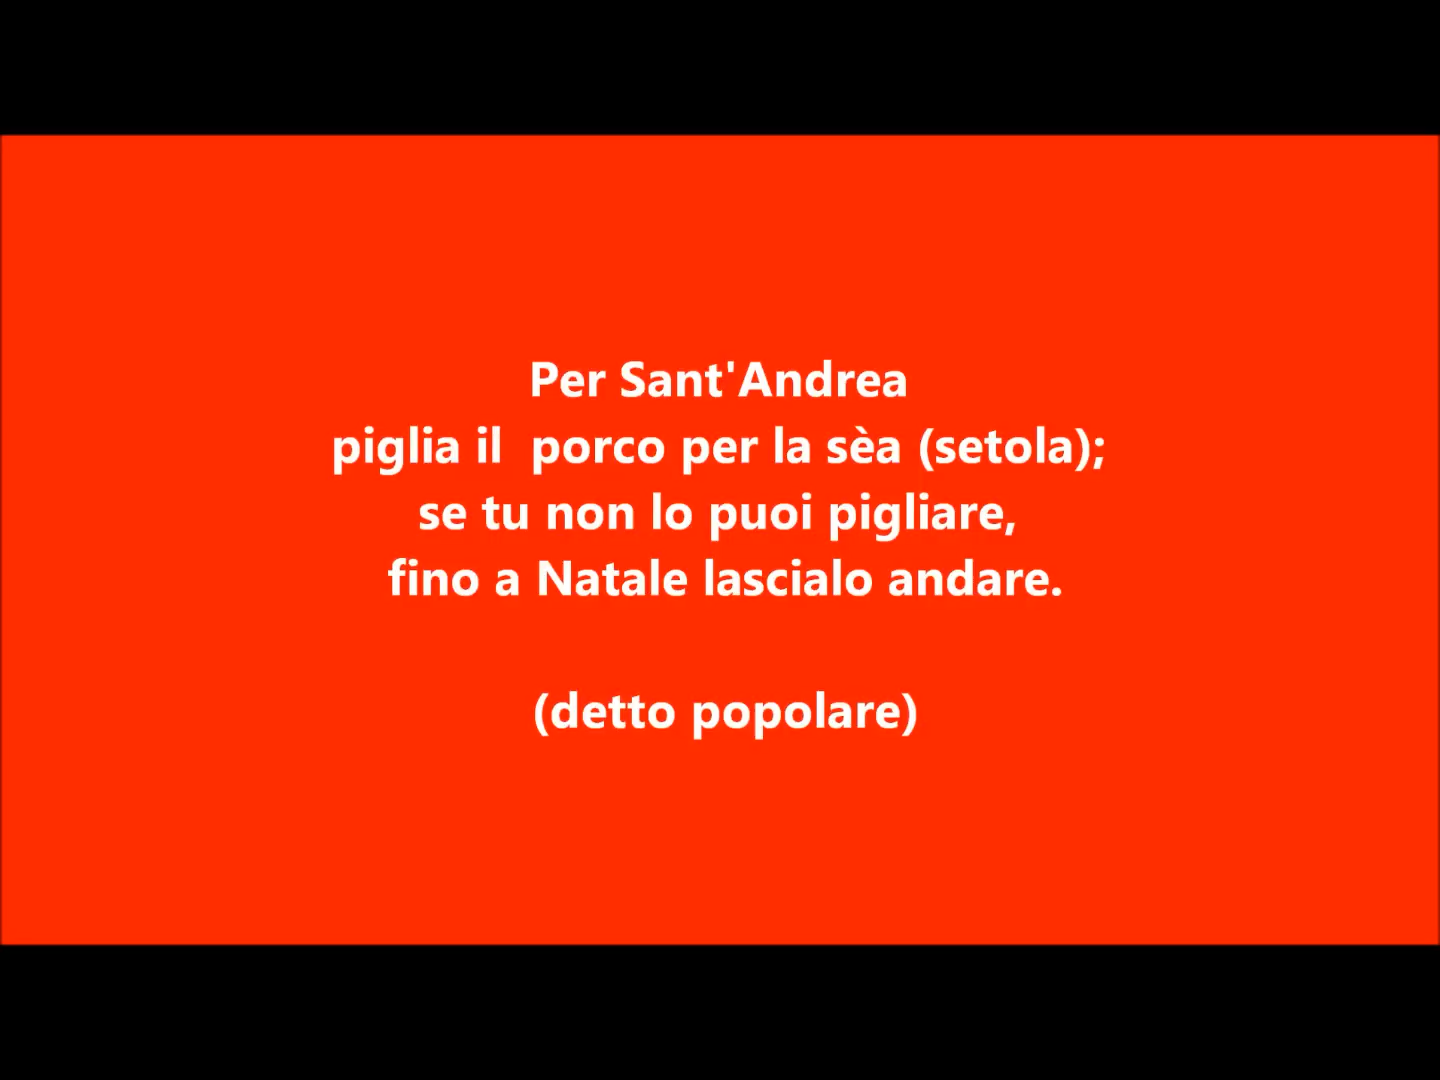 Per Sant'Andrea
piglia il  porco per la sèa (setola);
se tu non lo puoi pigliare,
fino a Natale lascialo andare.
(detto popolare)